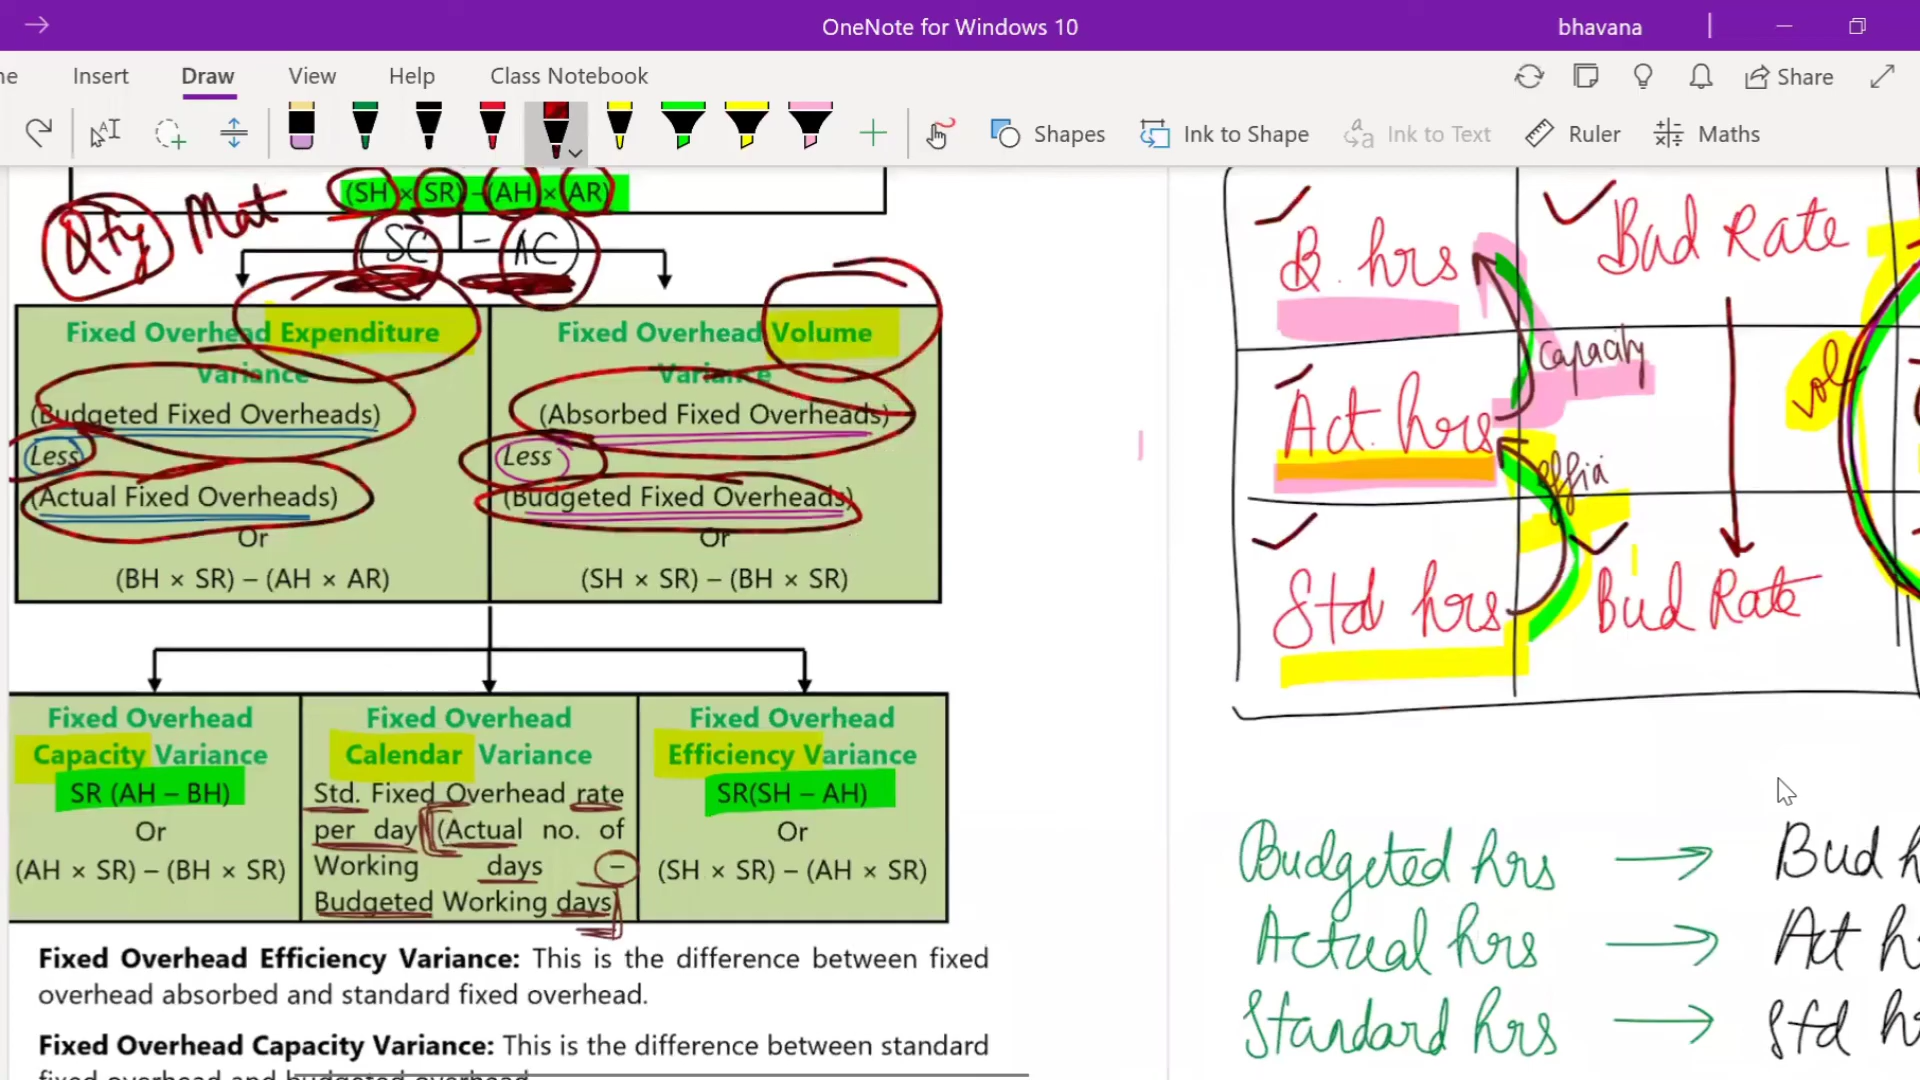 OneNote for Windows 10
bhavana
Insert
Draw
View
Help
Class Notebook
Share
Shapes
Ink to Shape
Ink to Text
Ruler
Maths
(SH × SR) – (AH × AR)
Qty Mat
SC – AC
Fixed Overhead Expenditure
Variance
(Budgeted Fixed Overheads)
Less
(Actual Fixed Overheads)
Or
(BH × SR) – (AH × AR)
Fixed Overhead Volume
Variance
(Absorbed Fixed Overheads)
Less
(Budgeted Fixed Overheads)
Or
(SH × SR) – (BH × SR)
Fixed Overhead
Capacity Variance
SR (AH – BH)
Or
(AH × SR) – (BH × SR)
Fixed Overhead
Calendar Variance
Std. Fixed Overhead rate
per day (Actual no. of
Working days –
Budgeted Working days)
Fixed Overhead
Efficiency Variance
SR(SH – AH)
Or
(SH × SR) – (AH × SR)
Fixed Overhead Efficiency Variance: This is the difference between fixed
overhead absorbed and standard fixed overhead.
Fixed Overhead Capacity Variance: This is the difference between standard
fixed overhead and budgeted overhead
B. hrs
Bud Rate
Capacity
Vol
Act. hrs
Std hrs
Bud Rate
Budgeted hrs → Bud h
Actual hrs → Act h
Standard hrs → Std h